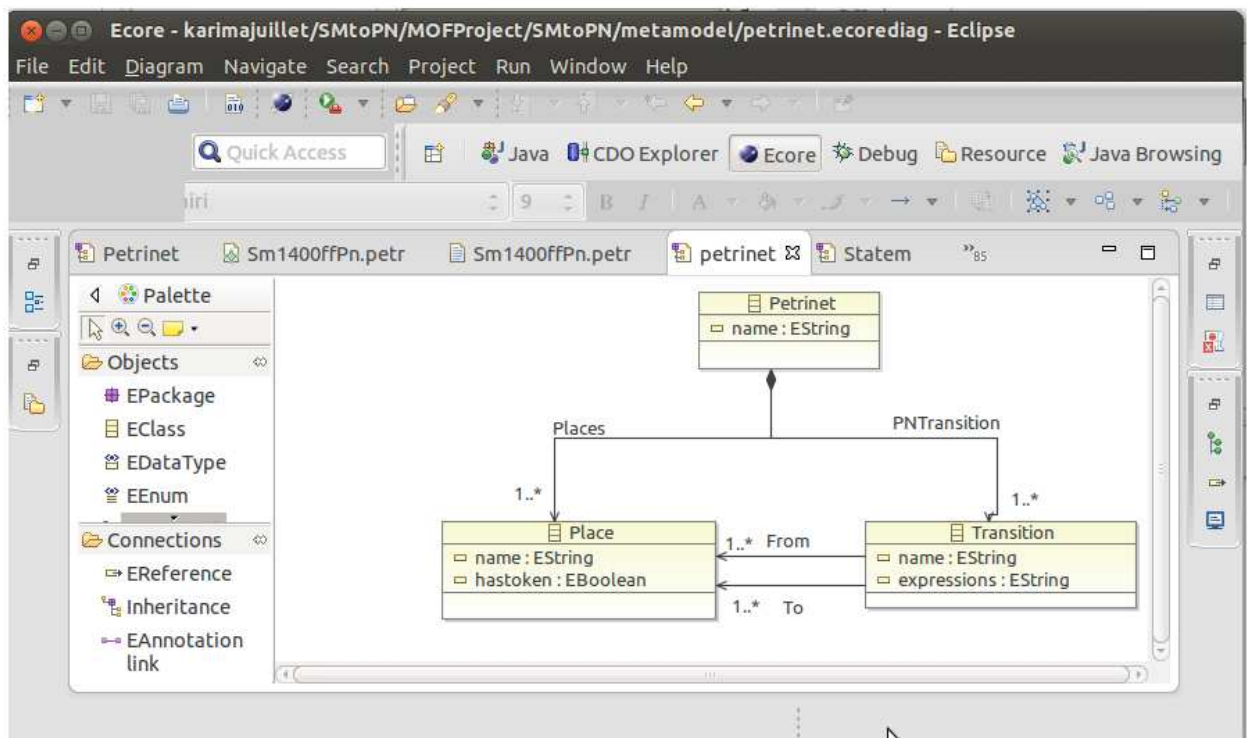 Ecore - karimajuillet/SMtoPN/MOFProject/SMtoPN/metamodel/petrinet.ecorediag - Eclipse
File Edit Diagram Navigate Search Project Run Window Help
010
Quick Access
Java CDO Explorer Ecore Debug Resource Java Browsing
9 B I A
Petrinet Sm1400ffPn.petr Sm1400ffPn.petr petrinet Statem »85
Palette
Objects
EPackage
EClass
EDataType
EEnum
Connections
EReference
Inheritance
EAnnotation
link
Petrinet
name : EString
Places
PNTransition
1..*
1..*
Place
name : EString
hastoken : EBoolean
1..* From
1..* To
Transition
name : EString
expressions : EString